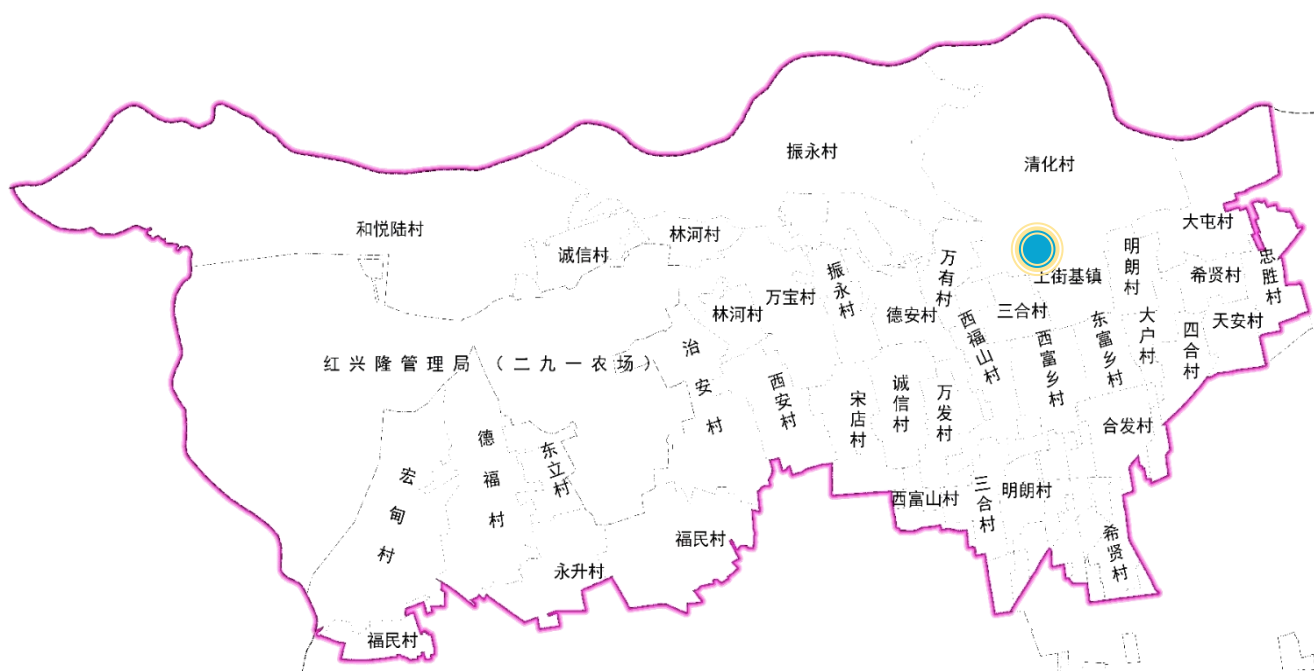 振永村
清化村
和悦陆村
林河村
大屯村
诚信村
明朗村
忠胜村
万有村
上街基镇
希贤村
振永村
万宝村
林河村
德安村
三合村
天安村
西福山村
东富乡村
大户村
四合村
西富乡村
红兴隆管理局（二九一农场）
治安村
西安村
宋店村
诚信村
万发村
合发村
德福村
东立村
宏甸村
西富山村
三合村
明朗村
福民村
希贤村
永升村
福民村